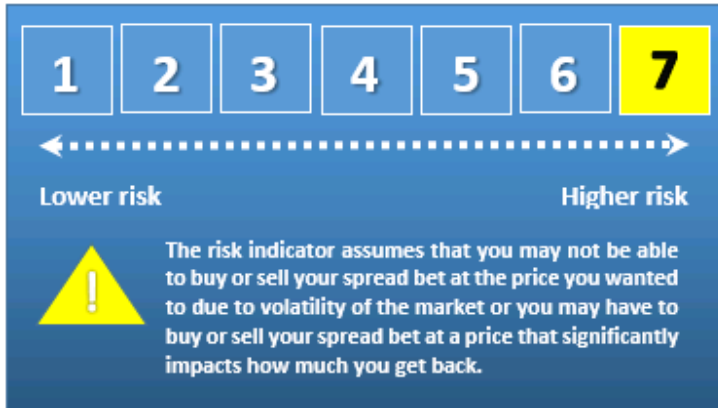 1 2 3 4 5 6 7
Lower risk Higher risk
!
The risk indicator assumes that you may not be able
to buy or sell your spread bet at the price you wanted
to due to volatility of the market or you may have to
buy or sell your spread bet at a price that significantly
impacts how much you get back.